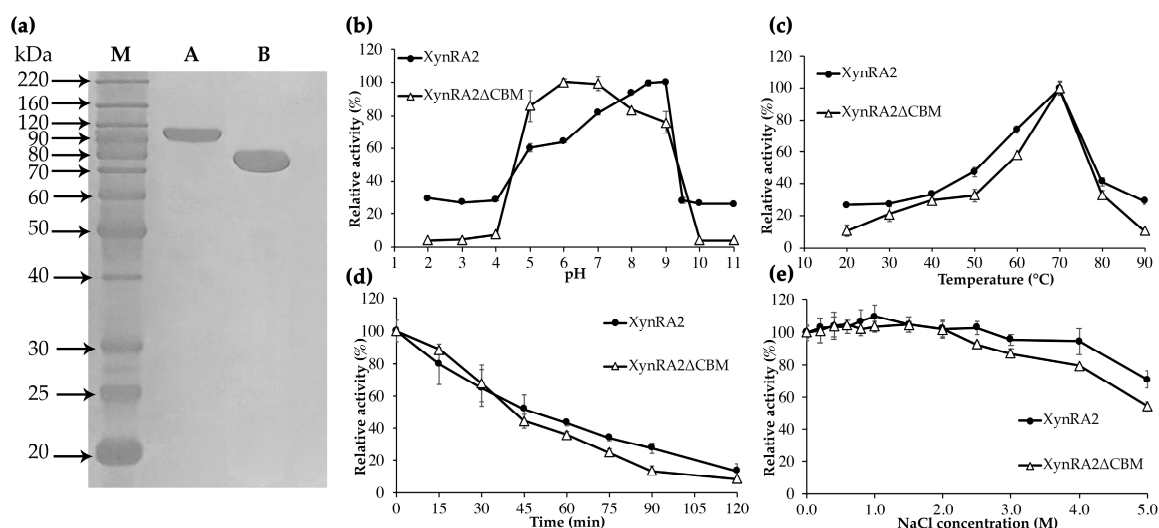 (a)
kDa M A B
220
160
120
90
80
70
60
50
40
30
25
20
(b)
120
100
80
60
40
20
0
Relative activity (%)
XynRA2
XynRA2ΔCBM
1 2 3 4 5 6 7 8 9 10 11
pH
(c)
120
100
80
60
40
20
0
Relative activity (%)
XynRA2
XynRA2ΔCBM
10 20 30 40 50 60 70 80 90
Temperature (°C)
(d)
120
100
80
60
40
20
0
Relative activity (%)
XynRA2
XynRA2ΔCBM
0 15 30 45 60 75 90 120
Time (min)
(e)
120
100
80
60
40
20
0
Relative activity (%)
XynRA2
XynRA2ΔCBM
0.0 1.0 2.0 3.0 4.0 5.0
NaCl concentration (M)